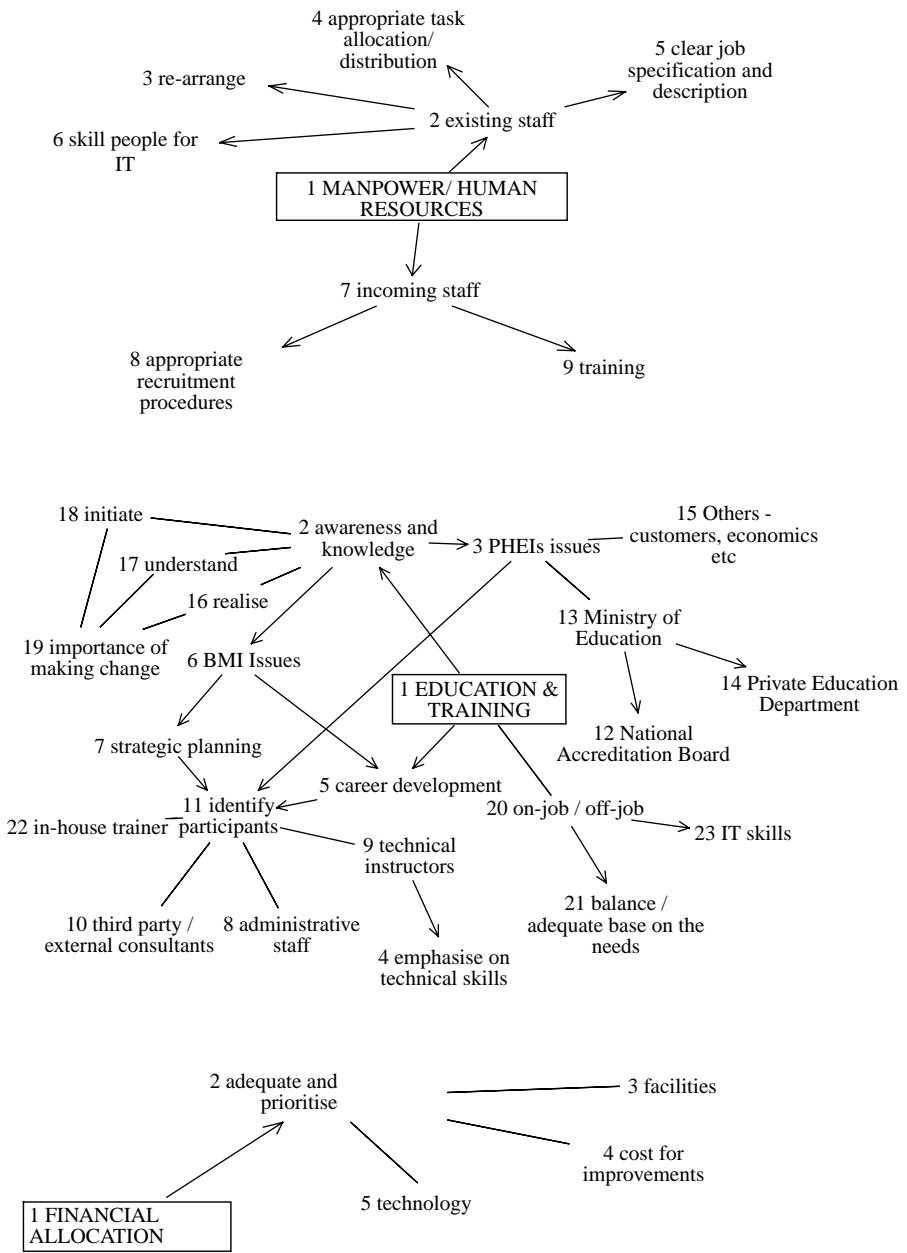 4 appropriate task
allocation/
distribution
5 clear job
specification and
description
3 re-arrange
2 existing staff
6 skill people for
IT
1 MANPOWER/ HUMAN
RESOURCES
7 incoming staff
8 appropriate
recruitment
procedures
9 training
18 initiate
2 awareness and
knowledge
3 PHEIs issues
15 Others -
customers, economics
etc
17 understand
16 realise
19 importance of
making change
13 Ministry of
Education
6 BMI Issues
1 EDUCATION &
TRAINING
14 Private Education
Department
12 National
Accreditation Board
7 strategic planning
5 career development
11 identify
participants
22 in-house trainer
20 on-job / off-job
23 IT skills
9 technical
instructors
21 balance /
adequate base on the
needs
10 third party /
external consultants
8 administrative
staff
4 emphasise on
technical skills
2 adequate and
prioritise
3 facilities
4 cost for
improvements
5 technology
1 FINANCIAL
ALLOCATION